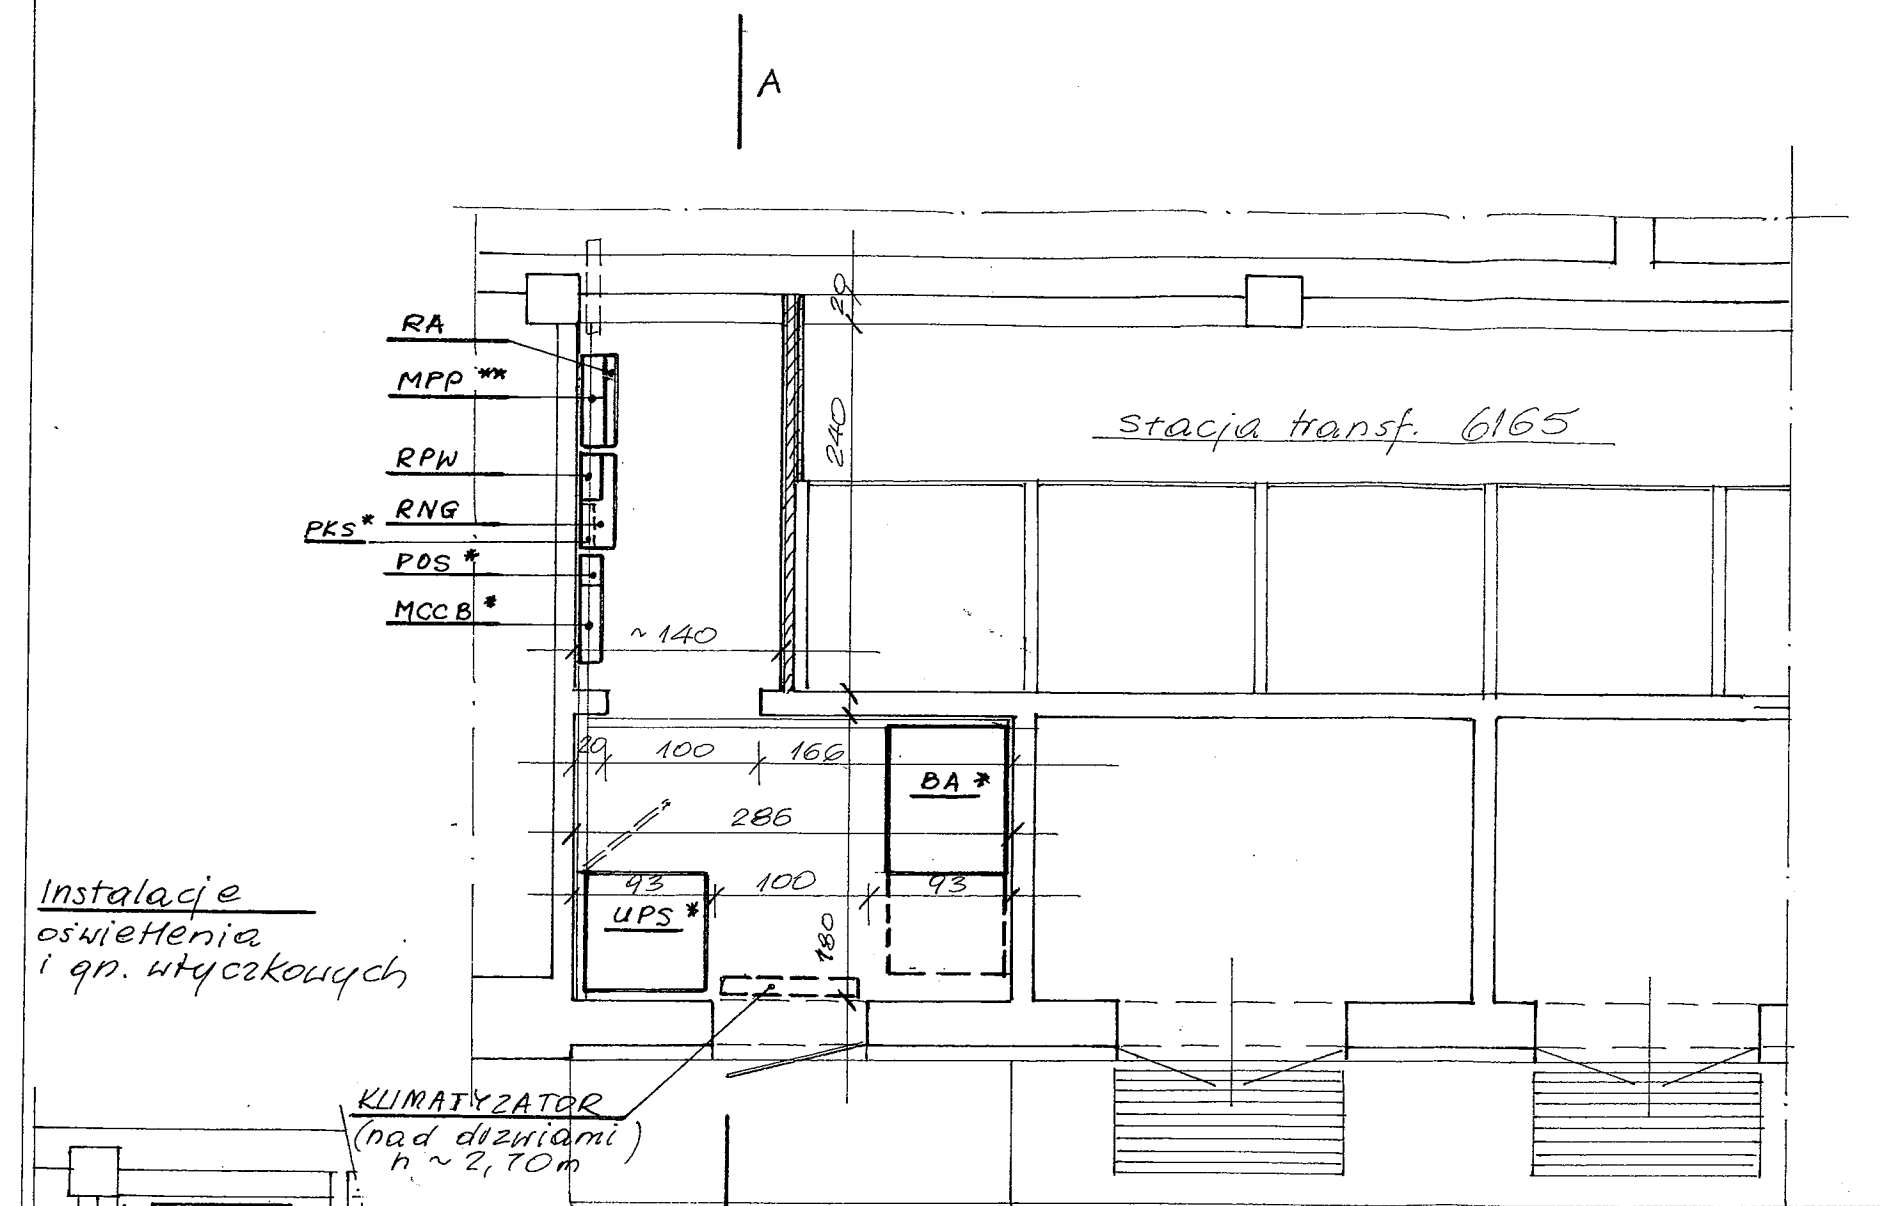 A
20
RA
MPP **
240
stacja transf. 6165
RPW
RNG
PKS *
POS *
MCCB *
~140
20 100 166
BA *
286
93 100 93
UPS *
180
Instalacje
oświetlenia
i gn. wtyczkowych
KLIMATYZATOR
(nad drzwiami)
h ~ 2,70m